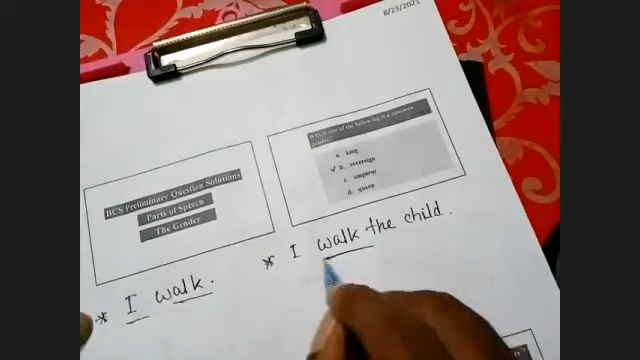 8/23/2021
BCS Preliminary Question Solutions
Parts of Speech
The Gender
Which one of the following is a common
gender?
a. king
✓ b. sovereign
c. emperor
d. queen
* I walk.
* I walk the child.